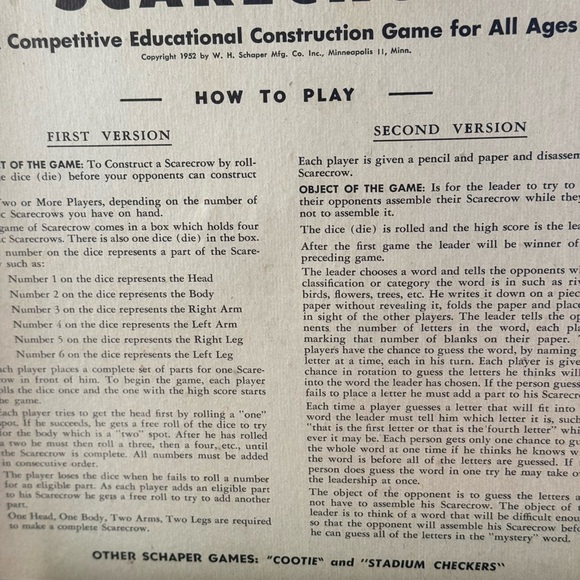 Competitive Educational Construction Game for All Ages
Copyright 1952 by W. H. Schaper Mfg. Co. Inc., Minneapolis 11, Minn.
HOW TO PLAY
FIRST VERSION
T OF THE GAME: To Construct a Scarecrow by roll-
e dice (die) before your opponents can construct
wo or More Players, depending on the number of
c Scarecrows you have on hand.
game of Scarecrow comes in a box which holds four
c Scarecrows. There is also one dice (die) in the box.
number on the dice represents a part of the Scare-
such as:
Number 1 on the dice represents the Head
Number 2 on the dice represents the Body
Number 3 on the dice represents the Right Arm
Number 4 on the dice represents the Left Arm
Number 5 on the dice represents the Right Leg
Number 6 on the dice represents the Left Leg
ach player places a complete set of parts for one Scare-
row in front of him. To begin the game, each player
olls the dice once and the one with the high score starts
he game.
Each player tries to get the head first by rolling a "one"
spot. If he succeeds, he gets a free roll of the dice to try
for the body which is a "two" spot. After he has rolled
a two he must then roll a three, then a four, etc., until
the Scarecrow is complete. All numbers must be added
in consecutive order.
The player loses the dice when he fails to roll a number
for an eligible part. As each player adds an eligible part
to his Scarecrow he gets a free roll to try to add another
part.
One Head, One Body, Two Arms, Two Legs are required
to make a complete Scarecrow.
SECOND VERSION
Each player is given a pencil and paper and disassem
Scarecrow.
OBJECT OF THE GAME: Is for the leader to try to
their opponents assemble their Scarecrow while they
not to assemble it.
The dice (die) is rolled and the high score is the lea
After the first game the leader will be winner of
preceding game.
The leader chooses a word and tells the opponents w
classification or category the word is in such as riv
birds, flowers, trees, etc. He writes it down on a piec
paper without revealing it, folds the paper and place
in sight of the other players. The leader tells the op
nents the number of letters in the word, each pla
marking that number of blanks on their paper.
players have the chance to guess the word, by naming
letter at a time, each in his turn. Each player is give
chance in rotation to guess the letters he thinks will
into the word the leader has chosen. If the person guess
fails to place a letter he must add a part to his Scarecr
Each time a player guesses a letter that will fit into
word the leader must tell him which letter it is, such
"that is the first letter or that is the fourth letter" whi
ever it may be. Each person gets only one chance to gu
the whole word at one time if he thinks he knows w
the word is before all of the letters are guessed. If
person does guess the word in one try he may take o
the leadership at once.
The object of the opponent is to guess the letters a
not have to assemble his Scarecrow. The object of
leader is to think of a word that will be difficult enou
so that the opponent will assemble his Scarecrow befo
he can guess all of the letters in the "mystery" word.
OTHER SCHAPER GAMES: "COOTIE" and "STADIUM CHECKERS"